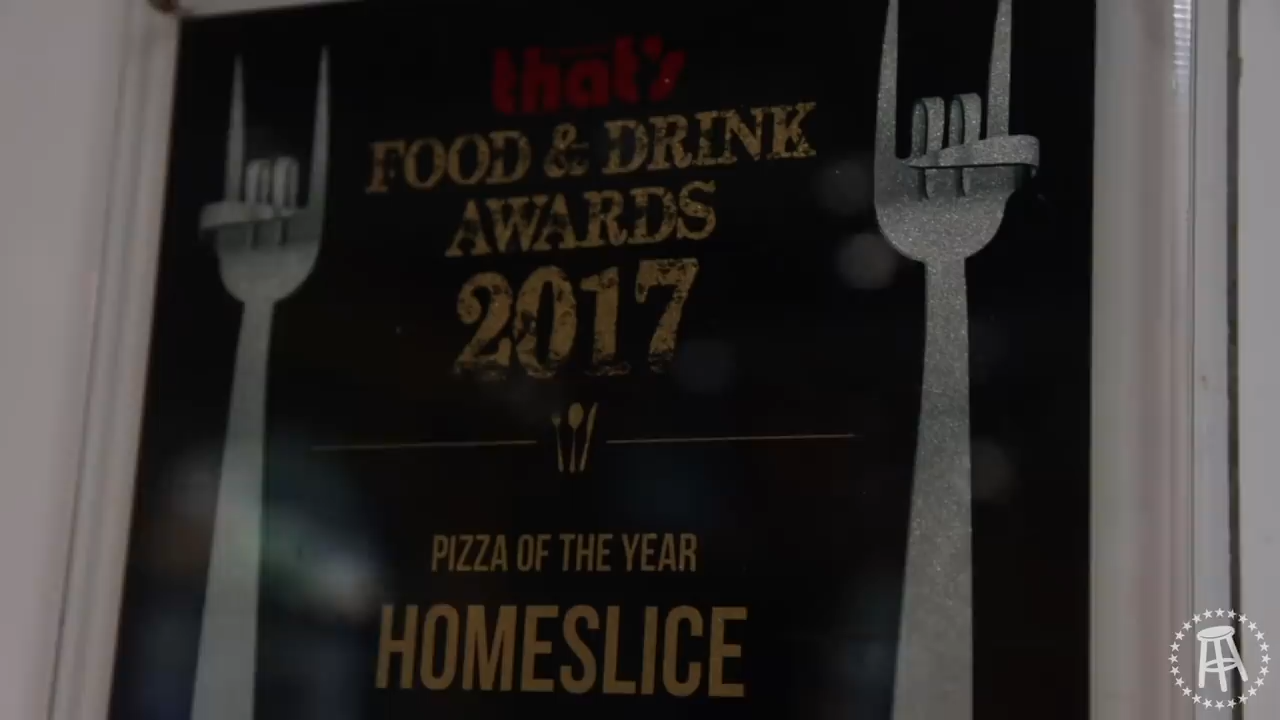 that's
FOOD & DRINK
AWARDS
2017
PIZZA OF THE YEAR
HOMESLICE